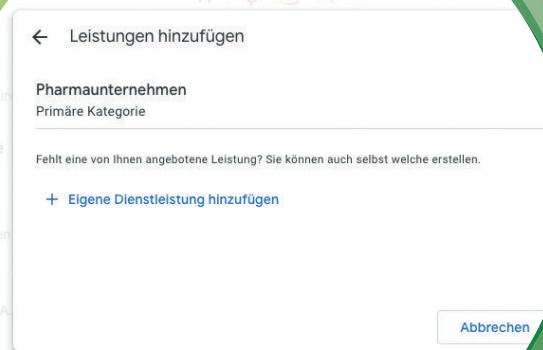 Leistungen hinzufügen
Pharmaunternehmen
Primäre Kategorie
Fehlt eine von Ihnen angebotene Leistung? Sie können auch selbst welche erstellen.
+ Eigene Dienstleistung hinzufügen
Abbrechen